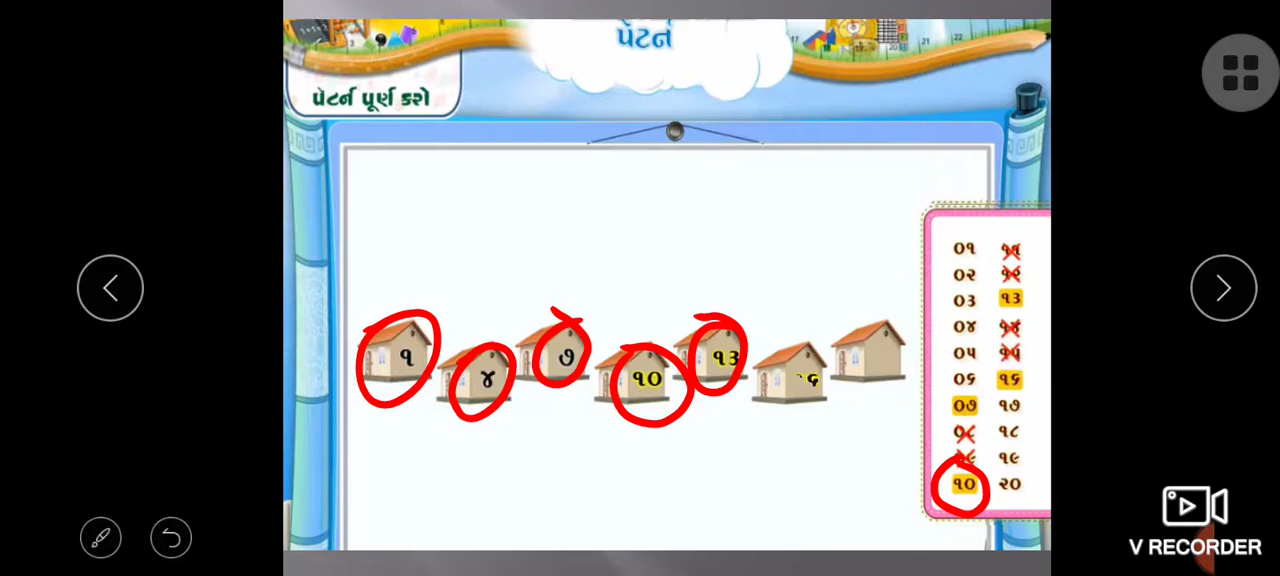 પેટર્ન
પેટર્ન પૂર્ણ કરો
૧ ૪ ૭ ૧૦ ૧૩
૦૧ ૧૧
૦૨ ૧૨
૦૩ ૧૩
૦૪ ૧૪
૦૫ ૧૫
૦૬ ૧૬
૦૭ ૧૭
૦૮ ૧૮
૦૯ ૧૯
૧૦ ૨૦
V RECORDER